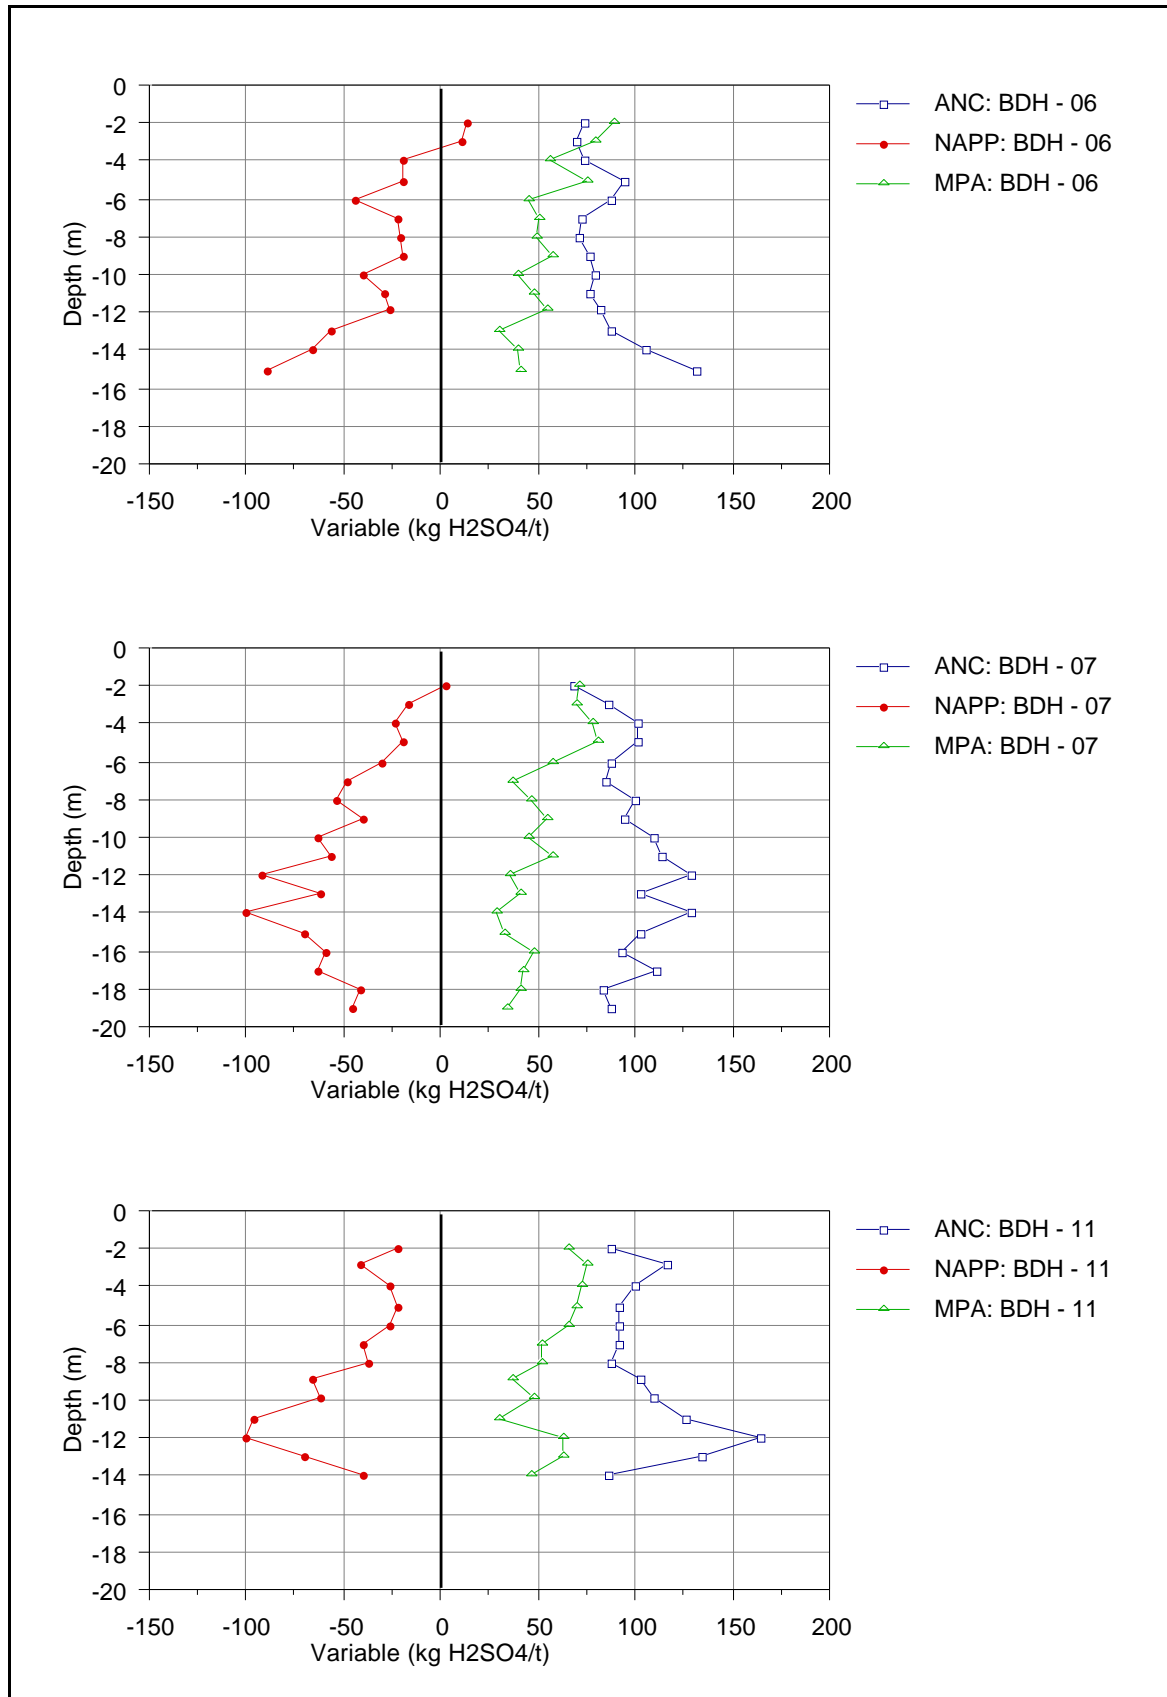 0
-2
-4
-6
-8
-10
-12
-14
-16
-18
-20
Depth (m)
-150 -100 -50 0 50 100 150 200
Variable (kg H2SO4/t)
ANC: BDH - 06
NAPP: BDH - 06
MPA: BDH - 06
0
-2
-4
-6
-8
-10
-12
-14
-16
-18
-20
Depth (m)
-150 -100 -50 0 50 100 150 200
Variable (kg H2SO4/t)
ANC: BDH - 07
NAPP: BDH - 07
MPA: BDH - 07
0
-2
-4
-6
-8
-10
-12
-14
-16
-18
-20
Depth (m)
-150 -100 -50 0 50 100 150 200
Variable (kg H2SO4/t)
ANC: BDH - 11
NAPP: BDH - 11
MPA: BDH - 11